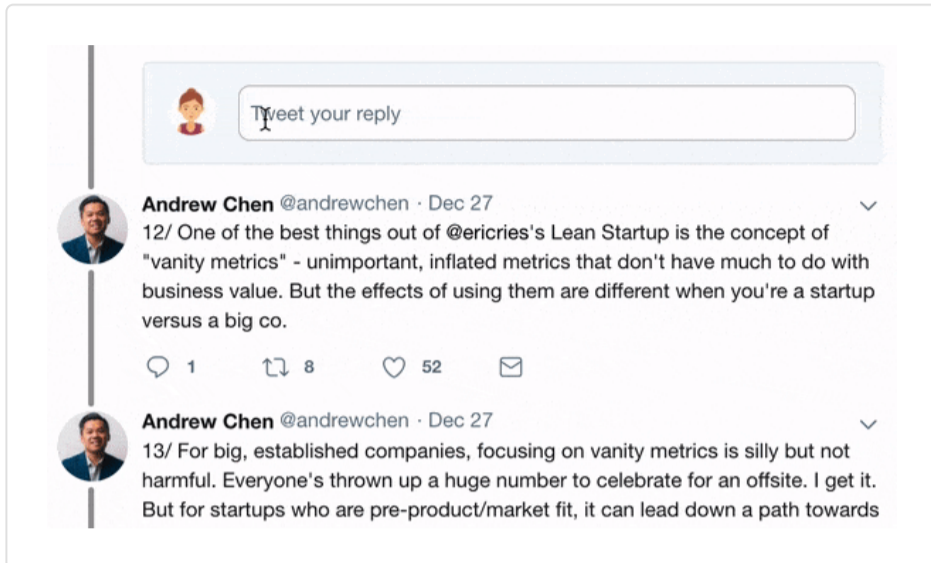 Tweet your reply
Andrew Chen @andrewchen · Dec 27
12/ One of the best things out of @ericries's Lean Startup is the concept of
"vanity metrics" - unimportant, inflated metrics that don't have much to do with
business value. But the effects of using them are different when you're a startup
versus a big co.
1 8 52
Andrew Chen @andrewchen · Dec 27
13/ For big, established companies, focusing on vanity metrics is silly but not
harmful. Everyone's thrown up a huge number to celebrate for an offsite. I get it.
But for startups who are pre-product/market fit, it can lead down a path towards